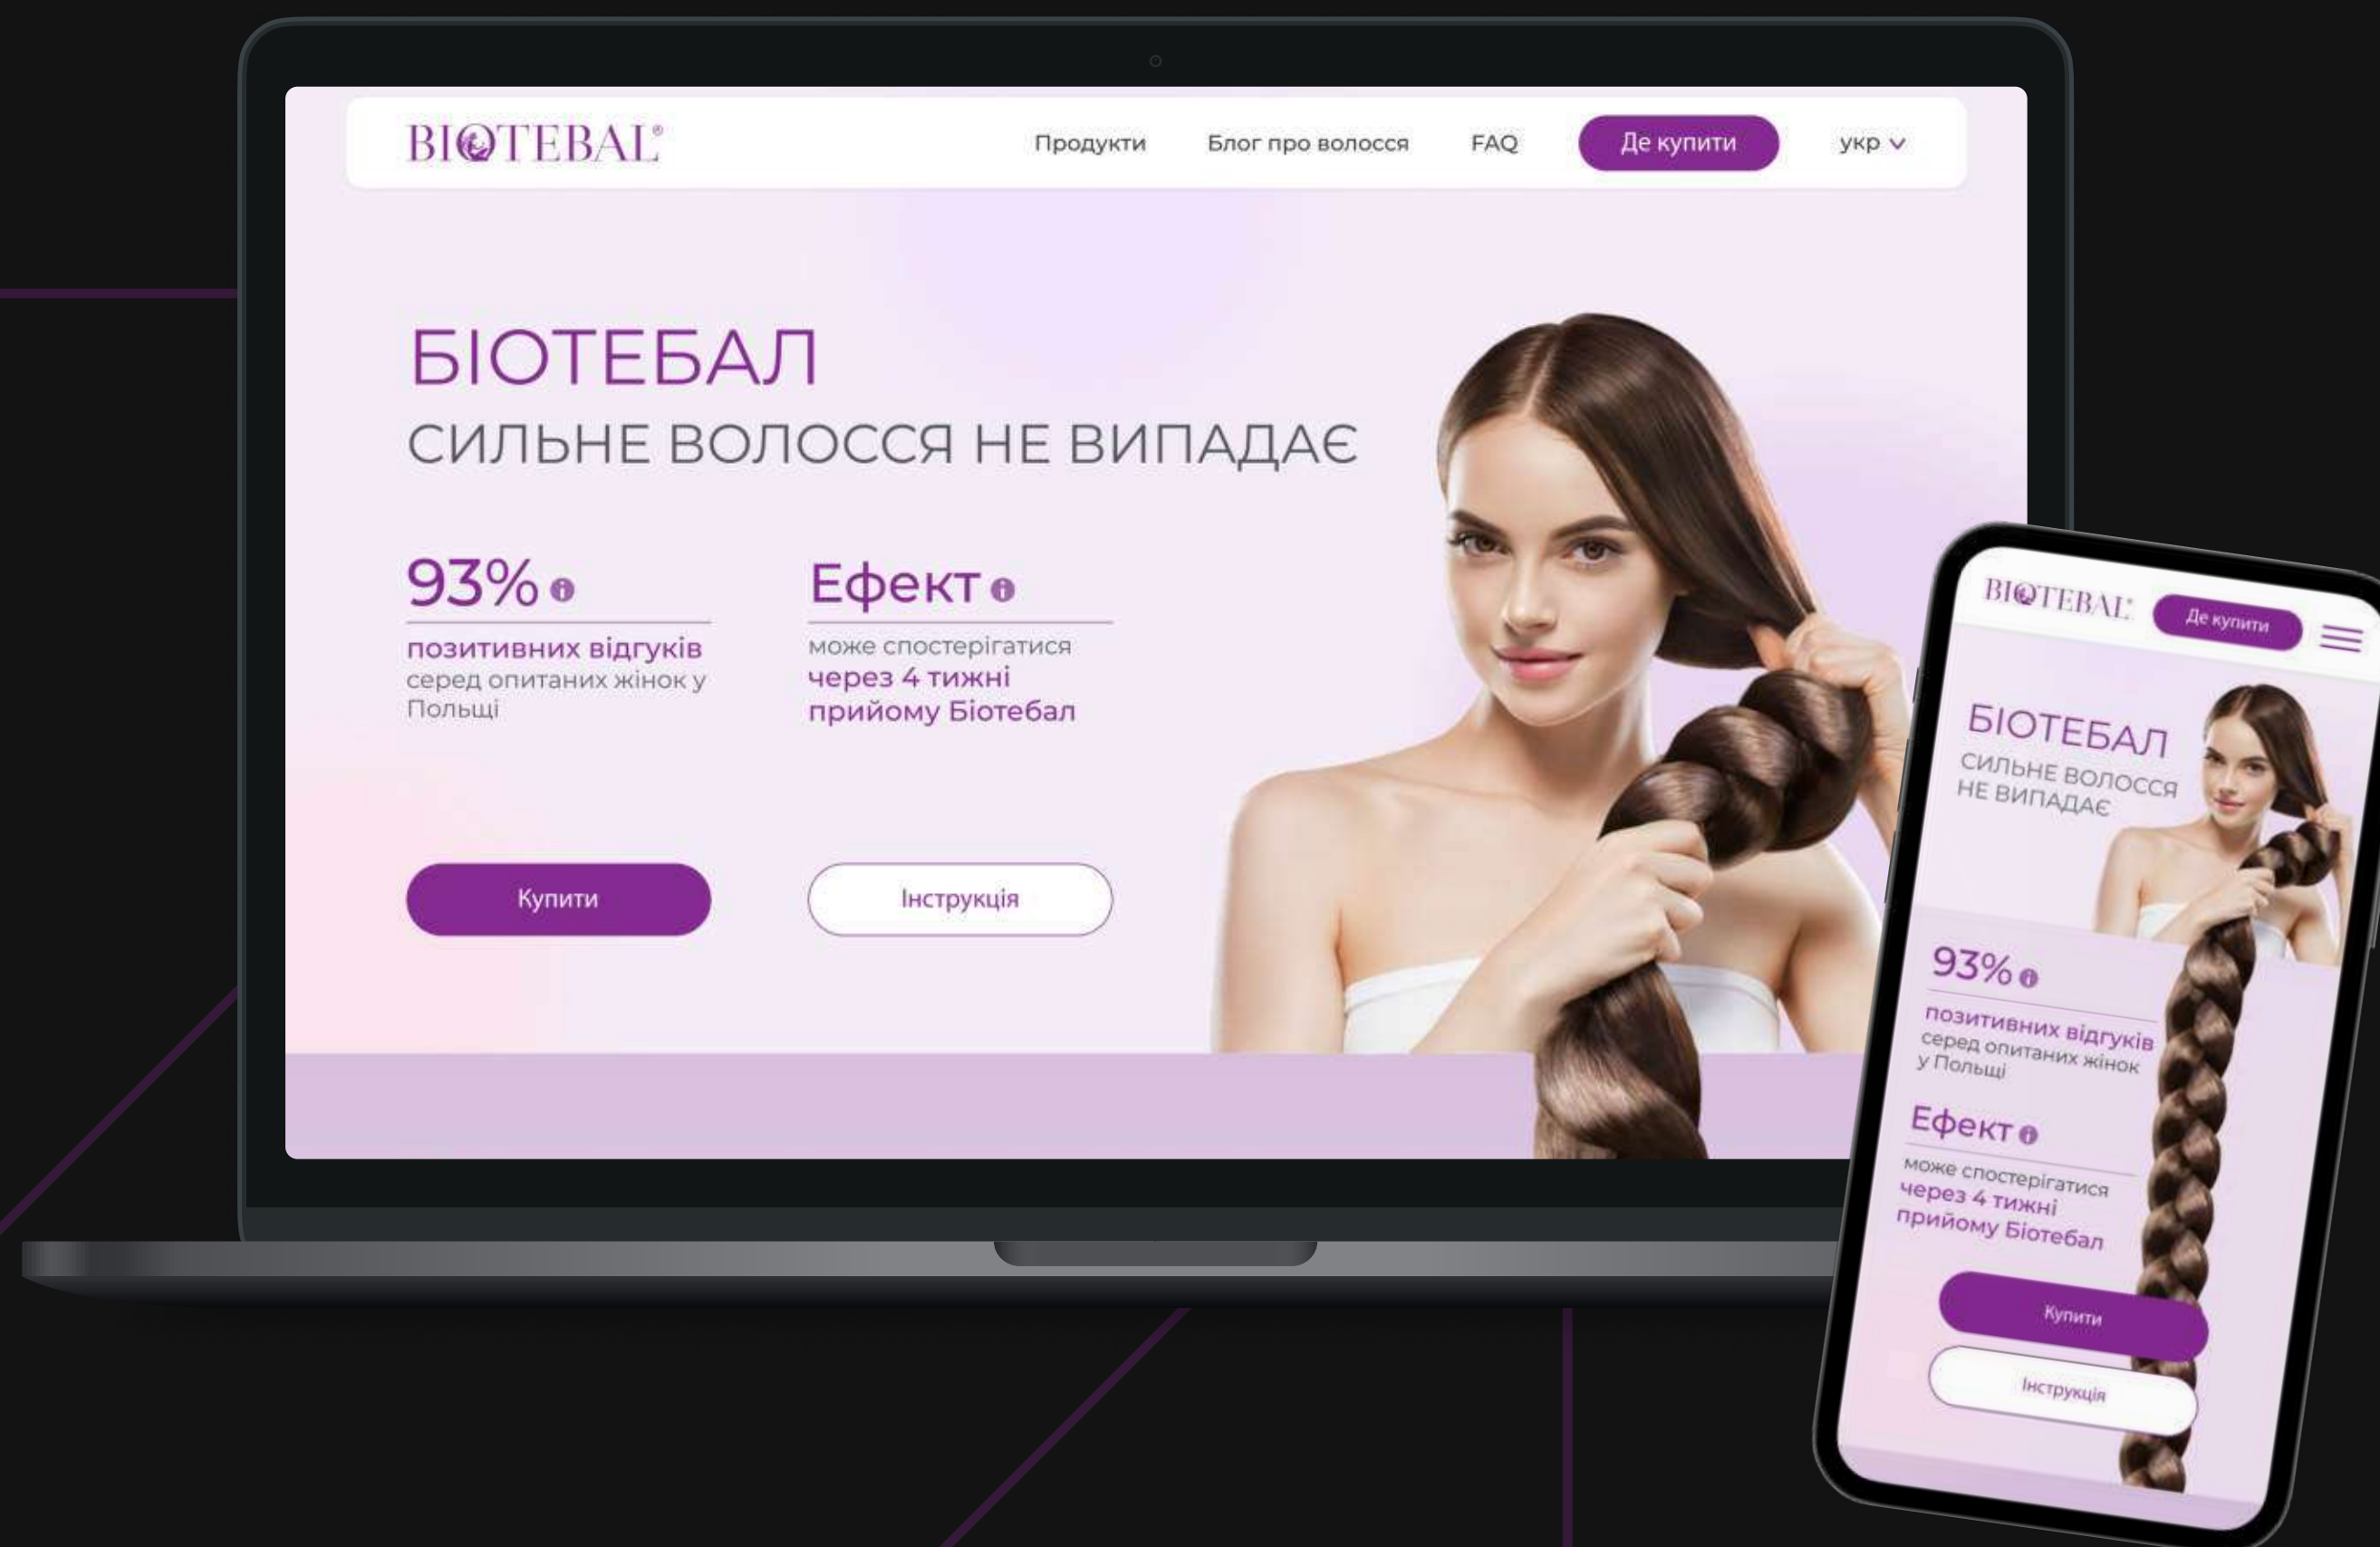 BIOTEBAL®
Продукти
Блог про волосся
FAQ
Де купити
укр
БІОТЕБАЛ
СИЛЬНЕ ВОЛОССЯ НЕ ВИПАДАЄ
93%
позитивних відгуків
серед опитаних жінок у
Польщі
Ефект
може спостерігатися
через 4 тижні
прийому Біотебал
Купити
Інструкція
BIOTEBAL®
Де купити
БІОТЕБАЛ
СИЛЬНЕ ВОЛОССЯ
НЕ ВИПАДАЄ
93%
позитивних відгуків
серед опитаних жінок
у Польщі
Ефект
може спостерігатися
через 4 тижні
прийому Біотебал
Купити
Інструкція